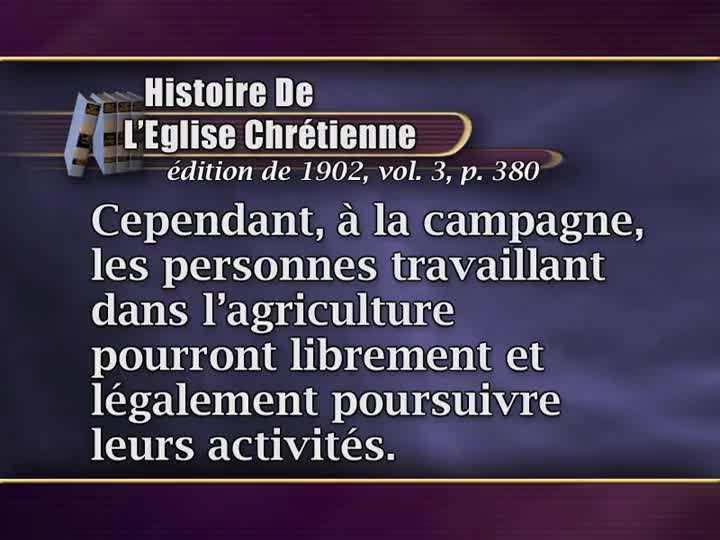 Histoire De
L’Eglise Chrétienne
édition de 1902, vol. 3, p. 380
Cependant, à la campagne,
les personnes travaillant
dans l’agriculture
pourront librement et
légalement poursuivre
leurs activités.